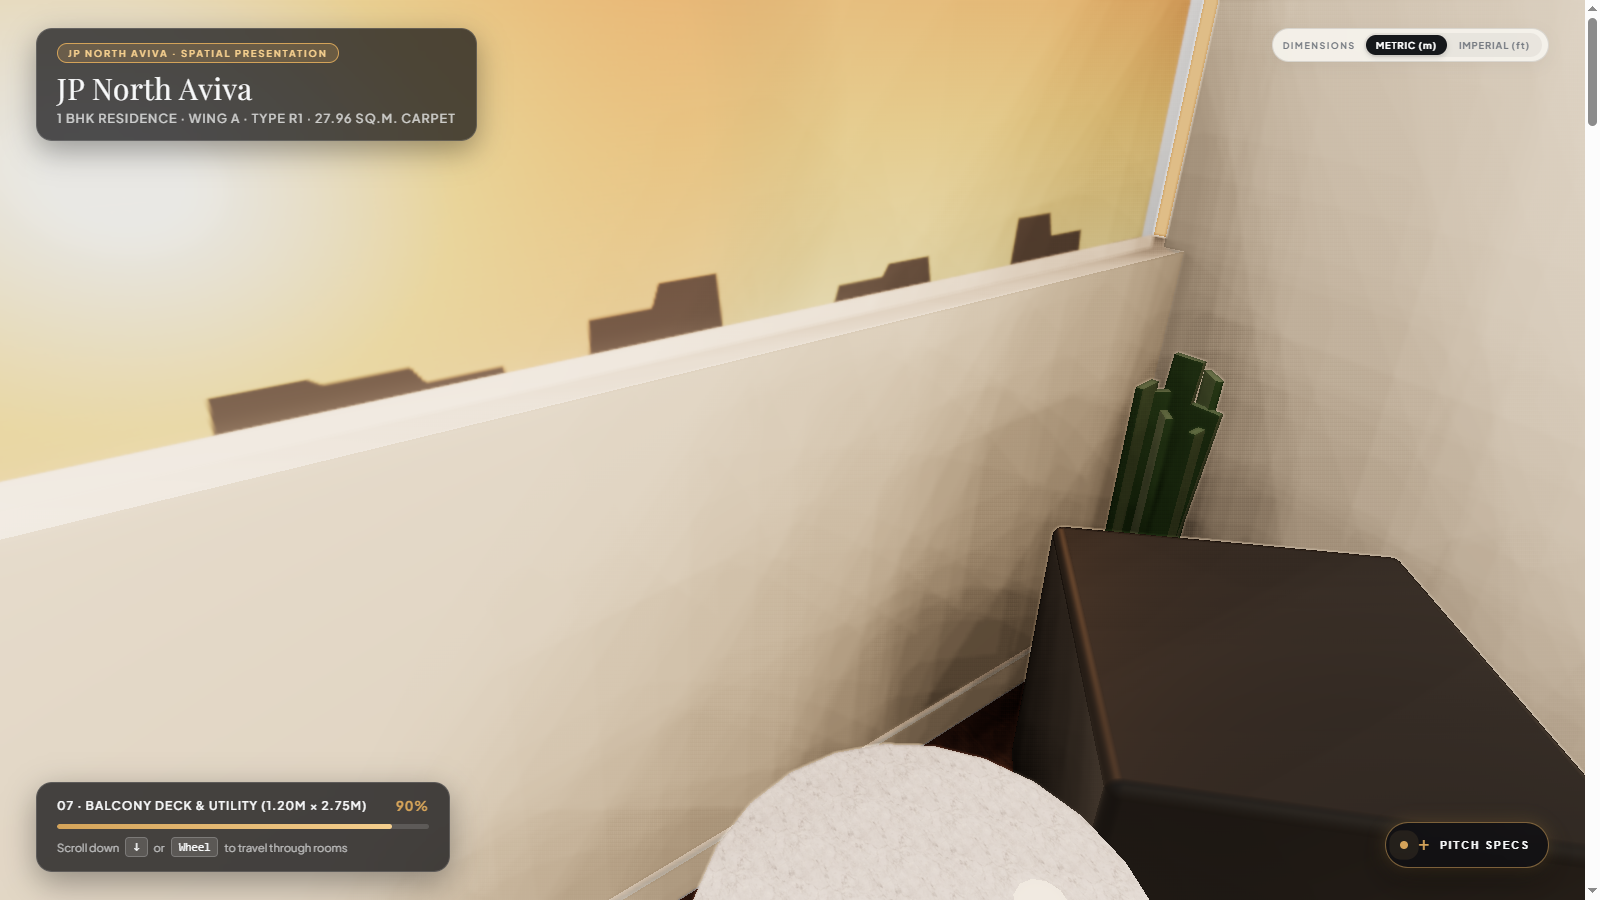 JP NORTH AVIVA · SPATIAL PRESENTATION
JP North Aviva
1 BHK RESIDENCE · WING A · TYPE R1 · 27.96 SQ.M. CARPET
DIMENSIONS METRIC (m) IMPERIAL (ft)
07 · BALCONY DECK & UTILITY (1.20M × 2.75M) 90%
Scroll down ↓ or Wheel to travel through rooms
+ PITCH SPECS